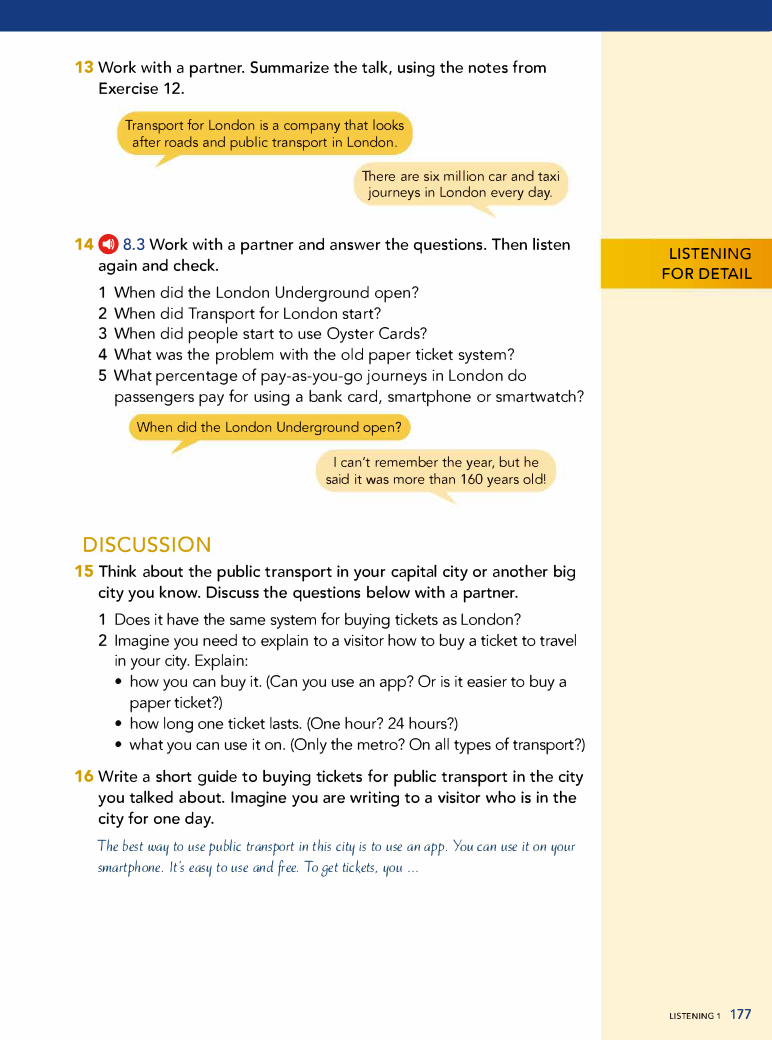 13 Work with a partner. Summarize the talk, using the notes from
Exercise 12.
Transport for London is a company that looks
after roads and public transport in London.
There are six million car and taxi
journeys in London every day.
14 8.3 Work with a partner and answer the questions. Then listen
again and check.
LISTENING
FOR DETAIL
1 When did the London Underground open?
2 When did Transport for London start?
3 When did people start to use Oyster Cards?
4 What was the problem with the old paper ticket system?
5 What percentage of pay-as-you-go journeys in London do
passengers pay for using a bank card, smartphone or smartwatch?
When did the London Underground open?
I can't remember the year, but he
said it was more than 160 years old!
DISCUSSION
15 Think about the public transport in your capital city or another big
city you know. Discuss the questions below with a partner.
1 Does it have the same system for buying tickets as London?
2 Imagine you need to explain to a visitor how to buy a ticket to travel
in your city. Explain:
• how you can buy it. (Can you use an app? Or is it easier to buy a
paper ticket?)
• how long one ticket lasts. (One hour? 24 hours?)
• what you can use it on. (Only the metro? On all types of transport?)
16 Write a short guide to buying tickets for public transport in the city
you talked about. Imagine you are writing to a visitor who is in the
city for one day.
The best way to use public transport in this city is to use an app. You can use it on your
smartphone. It's easy to use and free. To get tickets, you ...
LISTENING 1 177